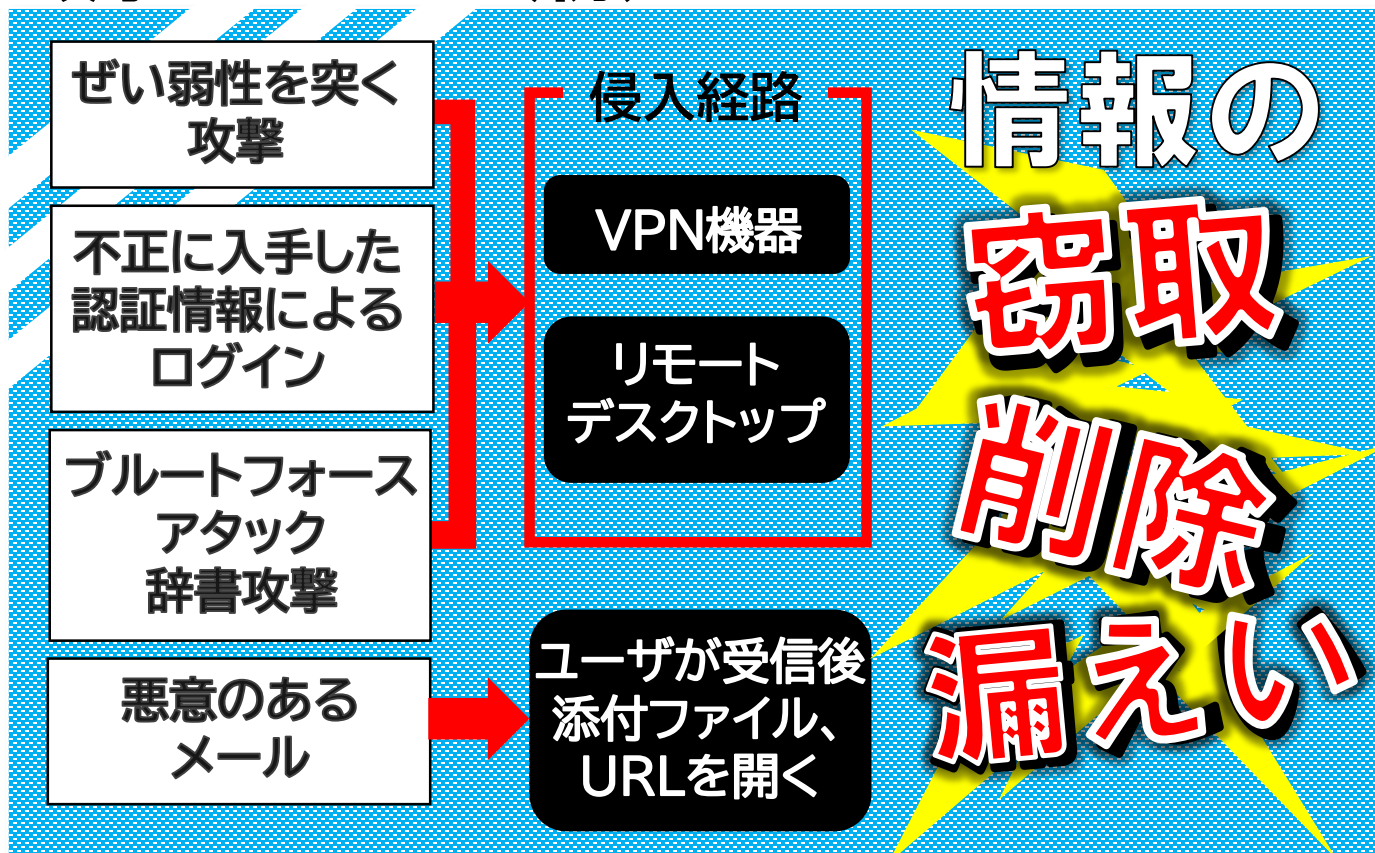 ぜい弱性を突く
攻撃
不正に入手した
認証情報による
ログイン
ブルートフォース
アタック
辞書攻撃
悪意のある
メール
侵入経路
VPN機器
リモート
デスクトップ
ユーザが受信後
添付ファイル、
URLを開く
情報の
窃取
削除
漏えい